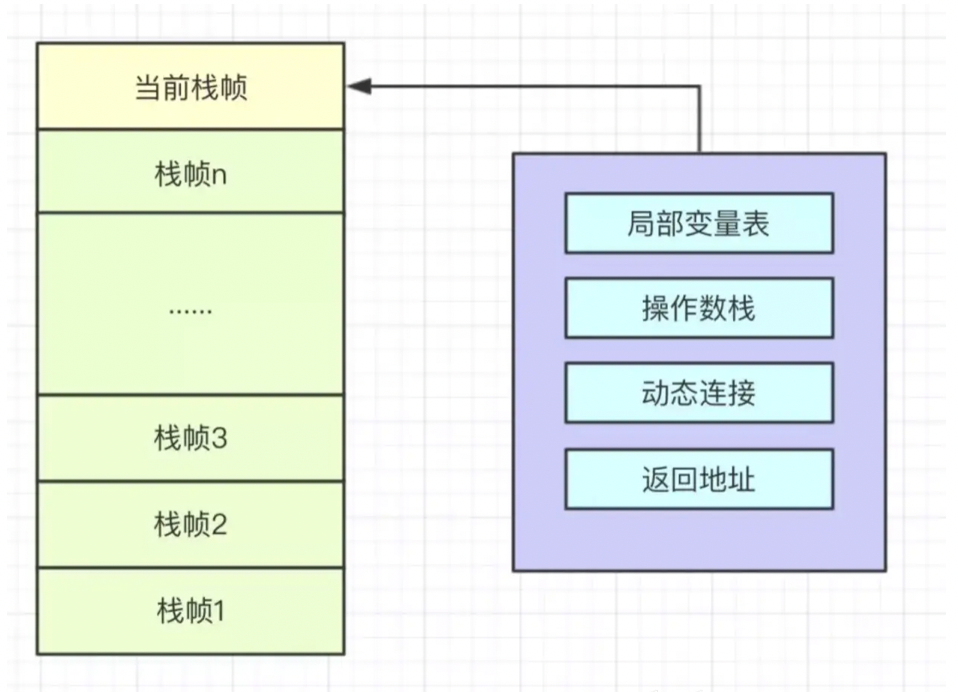 当前栈帧
栈帧n
......
栈帧3
栈帧2
栈帧1
局部变量表
操作数栈
动态连接
返回地址